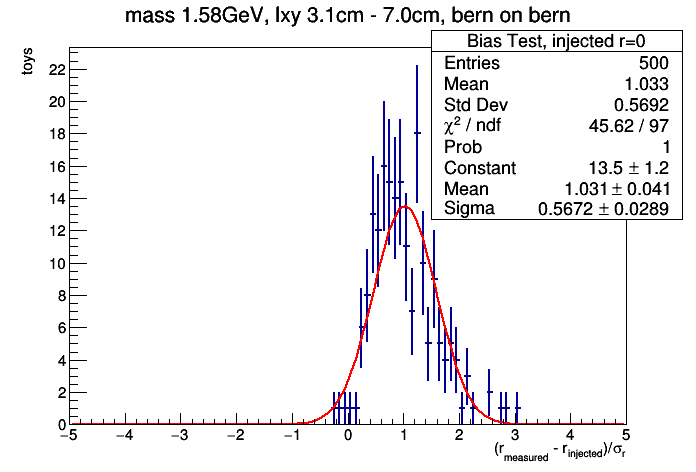 mass 1.58GeV, lxy 3.1cm - 7.0cm, bern on bern
toys
Bias Test, injected r=0
Entries 500
Mean 1.033
Std Dev 0.5692
χ² / ndf 45.62 / 97
Prob 1
Constant 13.5 ± 1.2
Mean 1.031 ± 0.041
Sigma 0.5672 ± 0.0289
22
20
18
16
14
12
10
8
6
4
2
0
−5 −4 −3 −2 −1 0 1 2 3 4 5
(r_measured - r_injected)/σ_r